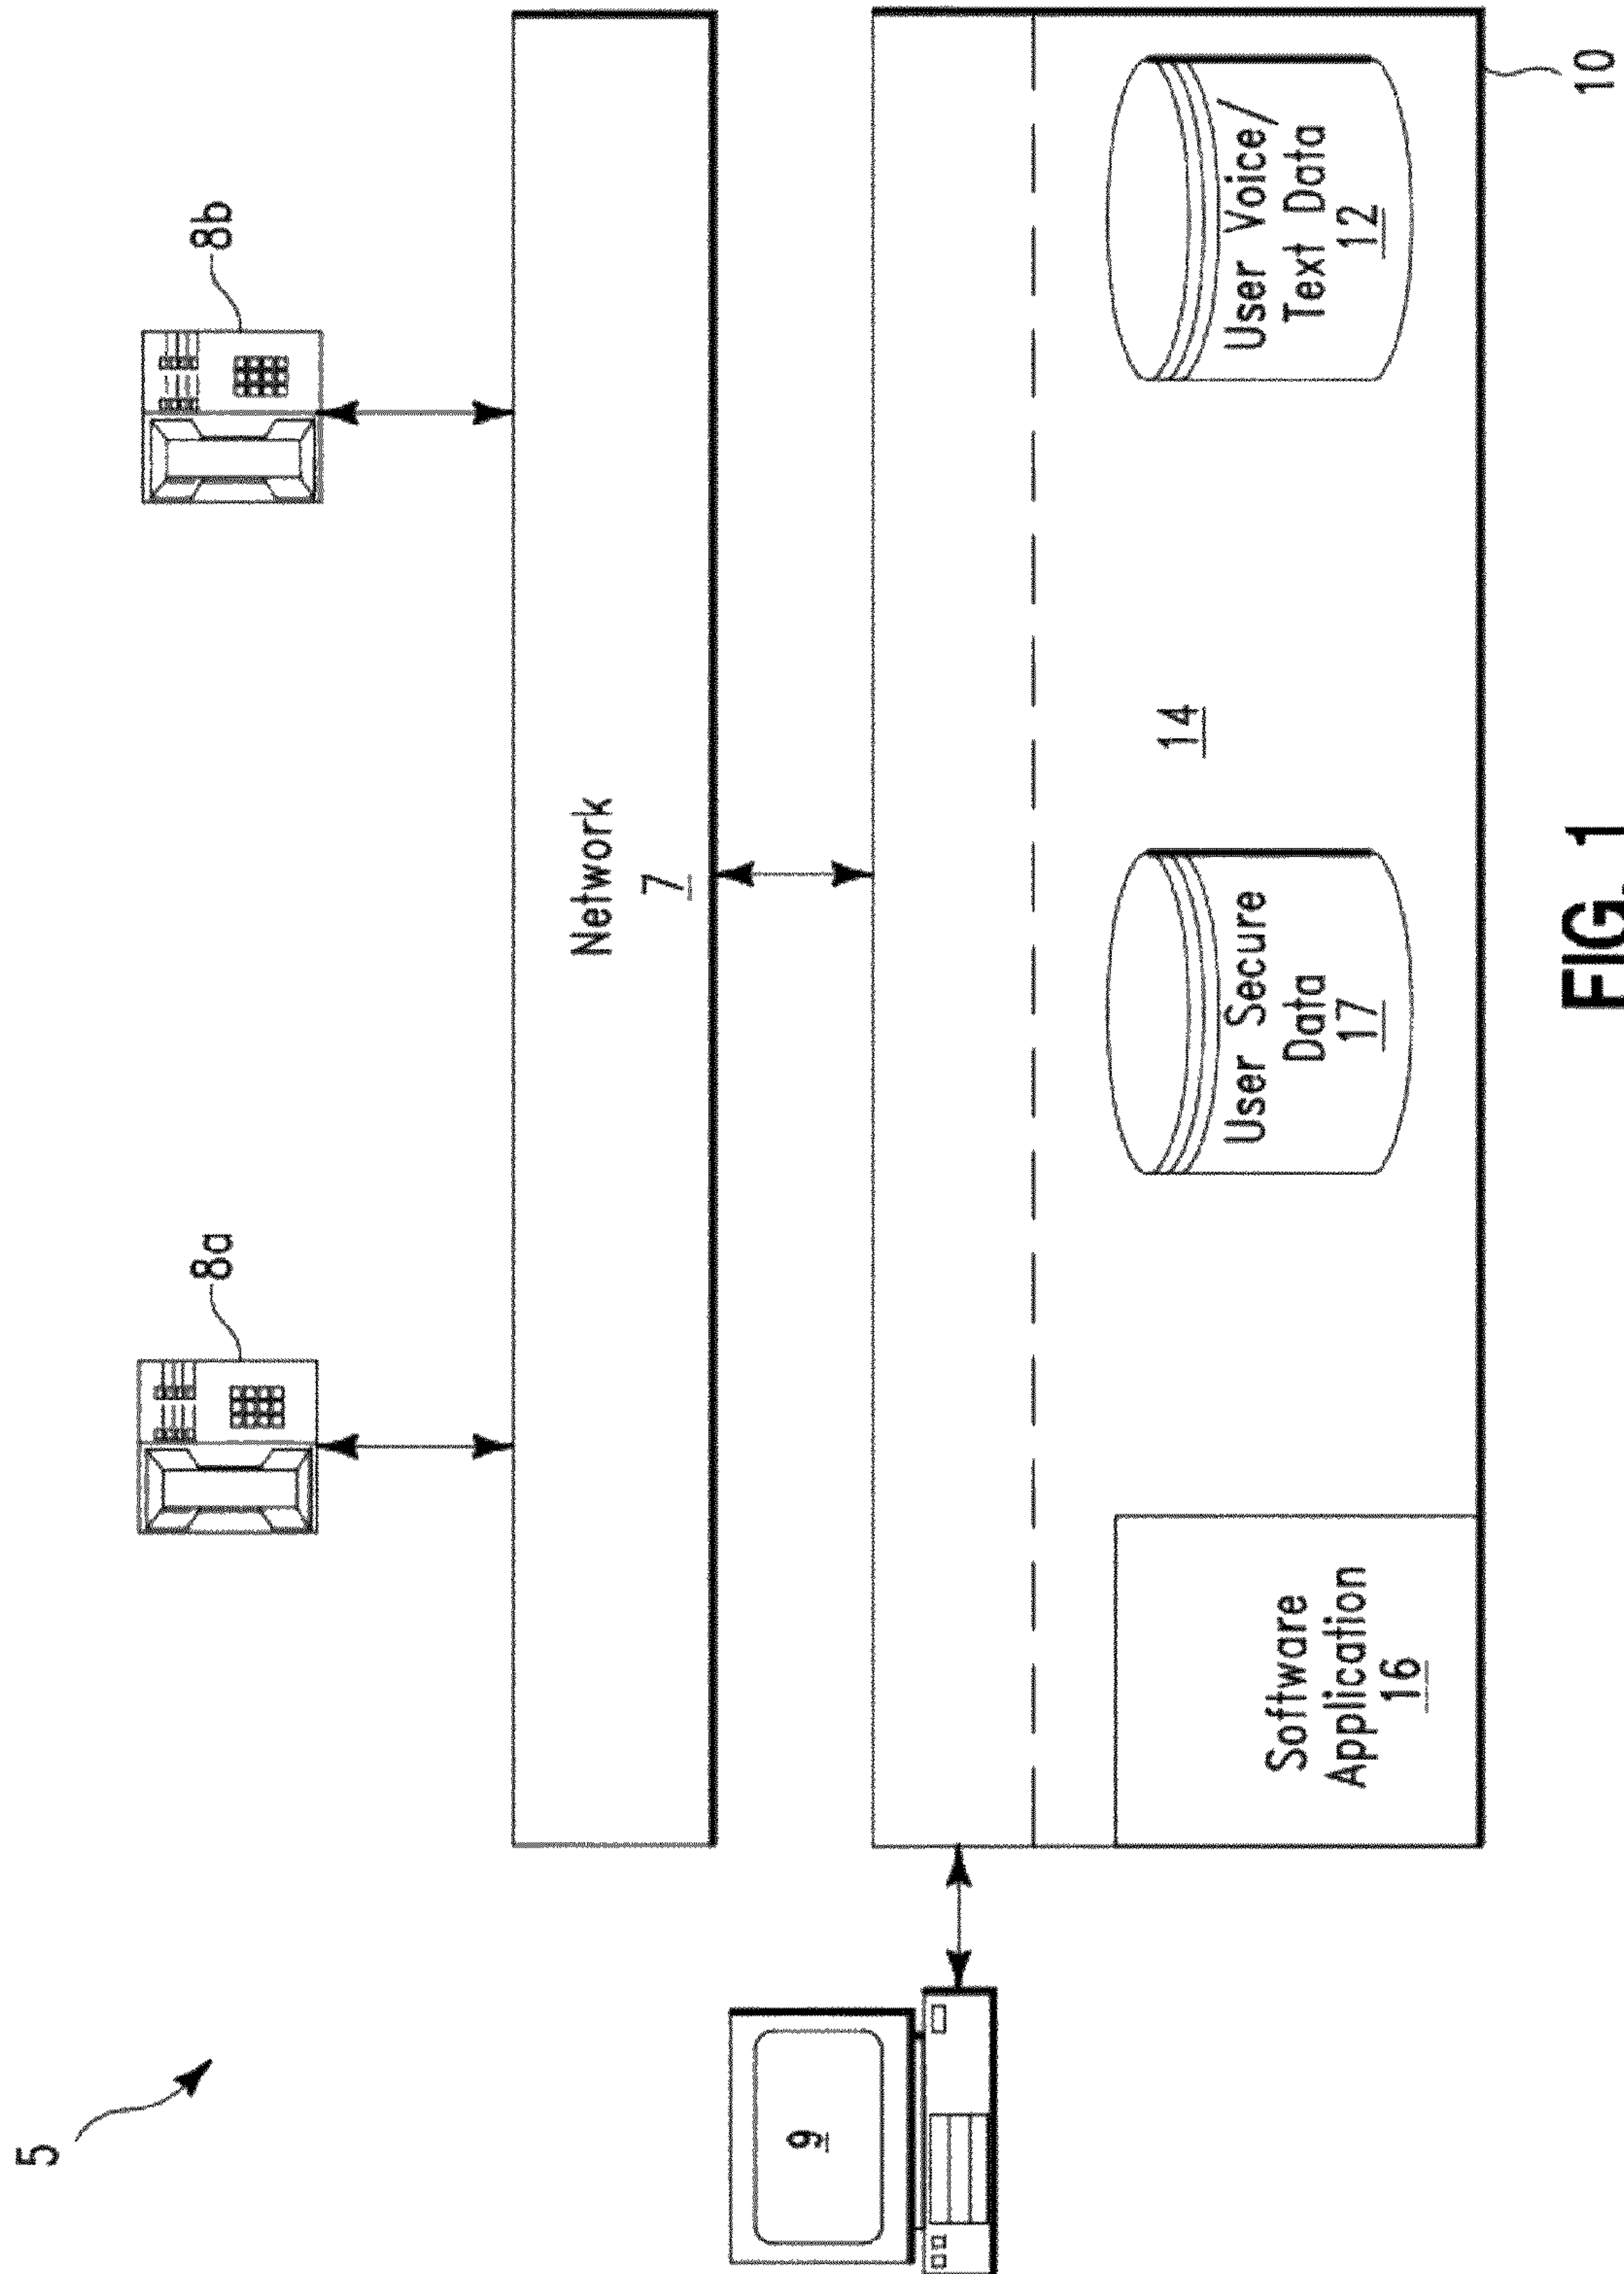 5
8a
8b
Network
7
9
14
Software
Application
16
User Secure
Data
17
User Voice/
Text Data
12
10
FIG. 1